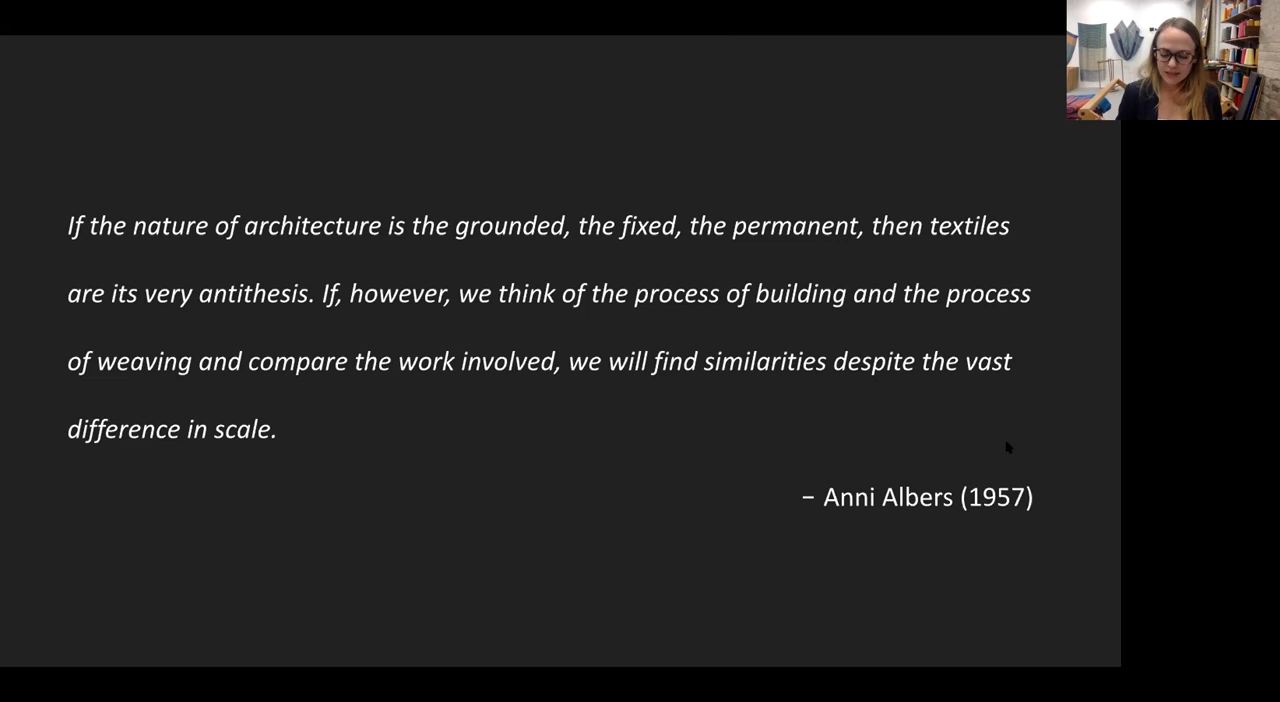 If the nature of architecture is the grounded, the fixed, the permanent, then textiles
are its very antithesis. If, however, we think of the process of building and the process
of weaving and compare the work involved, we will find similarities despite the vast
difference in scale.
− Anni Albers (1957)